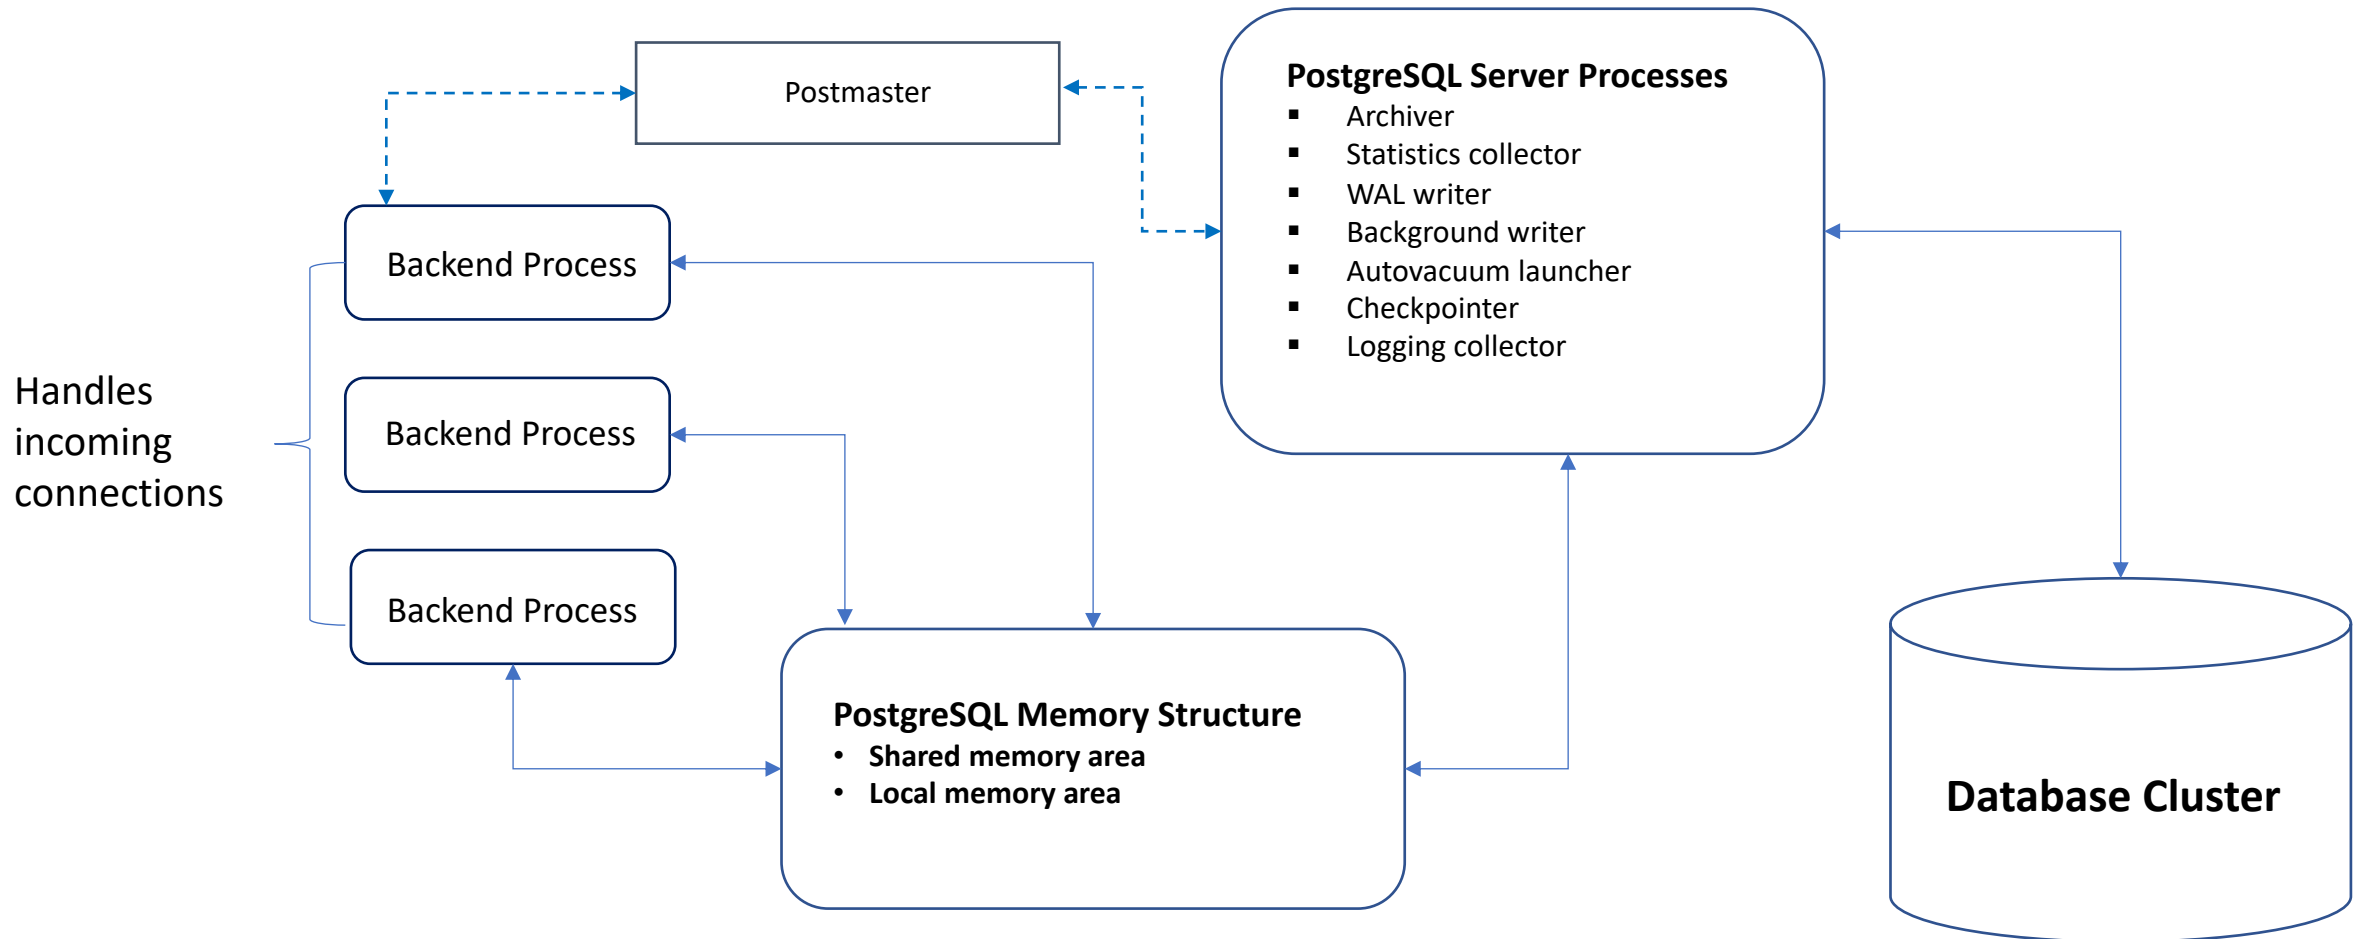 Postmaster
PostgreSQL Server Processes
▪ Archiver
▪ Statistics collector
▪ WAL writer
▪ Background writer
▪ Autovacuum launcher
▪ Checkpointer
▪ Logging collector
Backend Process
Backend Process
Backend Process
Handles
incoming
connections
PostgreSQL Memory Structure
• Shared memory area
• Local memory area
Database Cluster